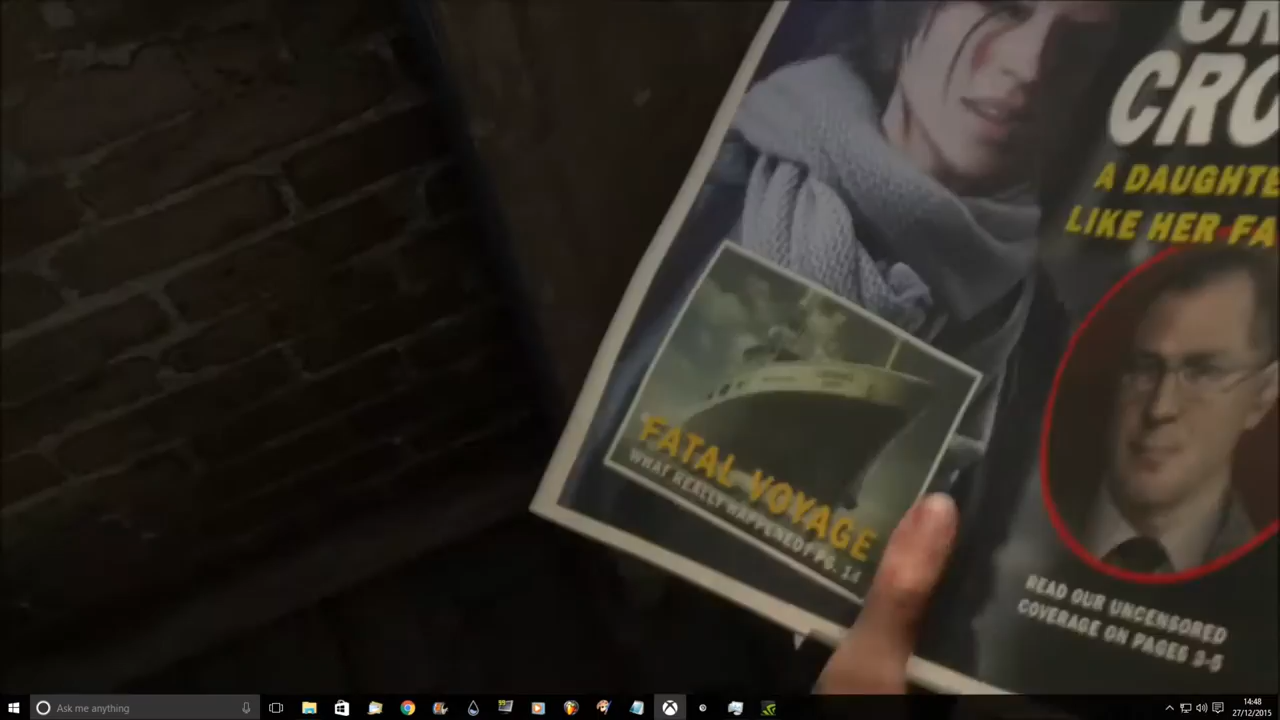 CR
CRO
A DAUGHTE
LIKE HER FA
FATAL VOYAGE
WHAT REALLY HAPPENED? PG. 14
READ OUR UNCENSORED
COVERAGE ON PAGES 3-5
Ask me anything
14:48
27/12/2015